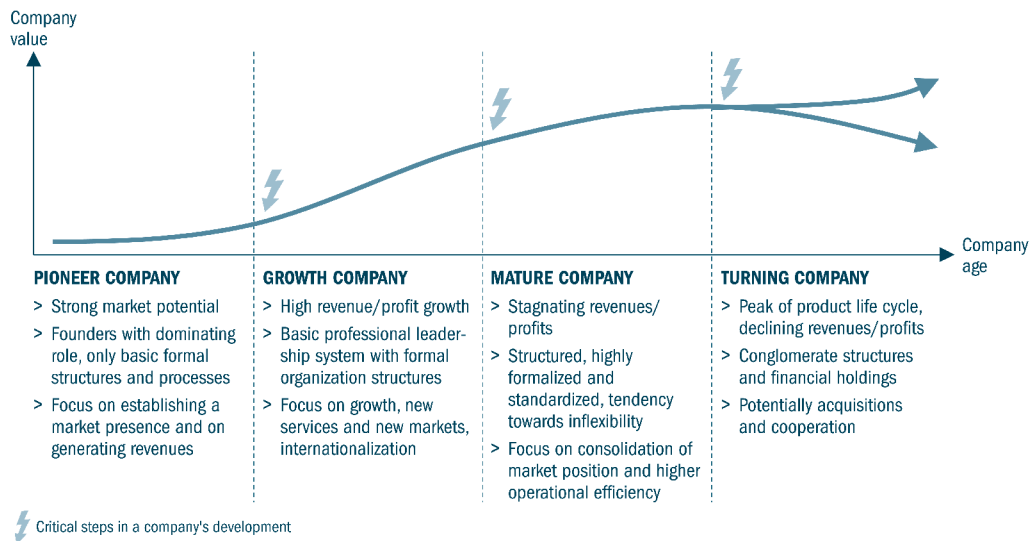 Company
value
Company
age
PIONEER COMPANY
> Strong market potential
> Founders with dominating
role, only basic formal
structures and processes
> Focus on establishing a
market presence and on
generating revenues
GROWTH COMPANY
> High revenue/profit growth
> Basic professional leader-
ship system with formal
organization structures
> Focus on growth, new
services and new markets,
internationalization
MATURE COMPANY
> Stagnating revenues/
profits
> Structured, highly
formalized and
standardized, tendency
towards inflexibility
> Focus on consolidation of
market position and higher
operational efficiency
TURNING COMPANY
> Peak of product life cycle,
declining revenues/profits
> Conglomerate structures
and financial holdings
> Potentially acquisitions
and cooperation
Critical steps in a company's development